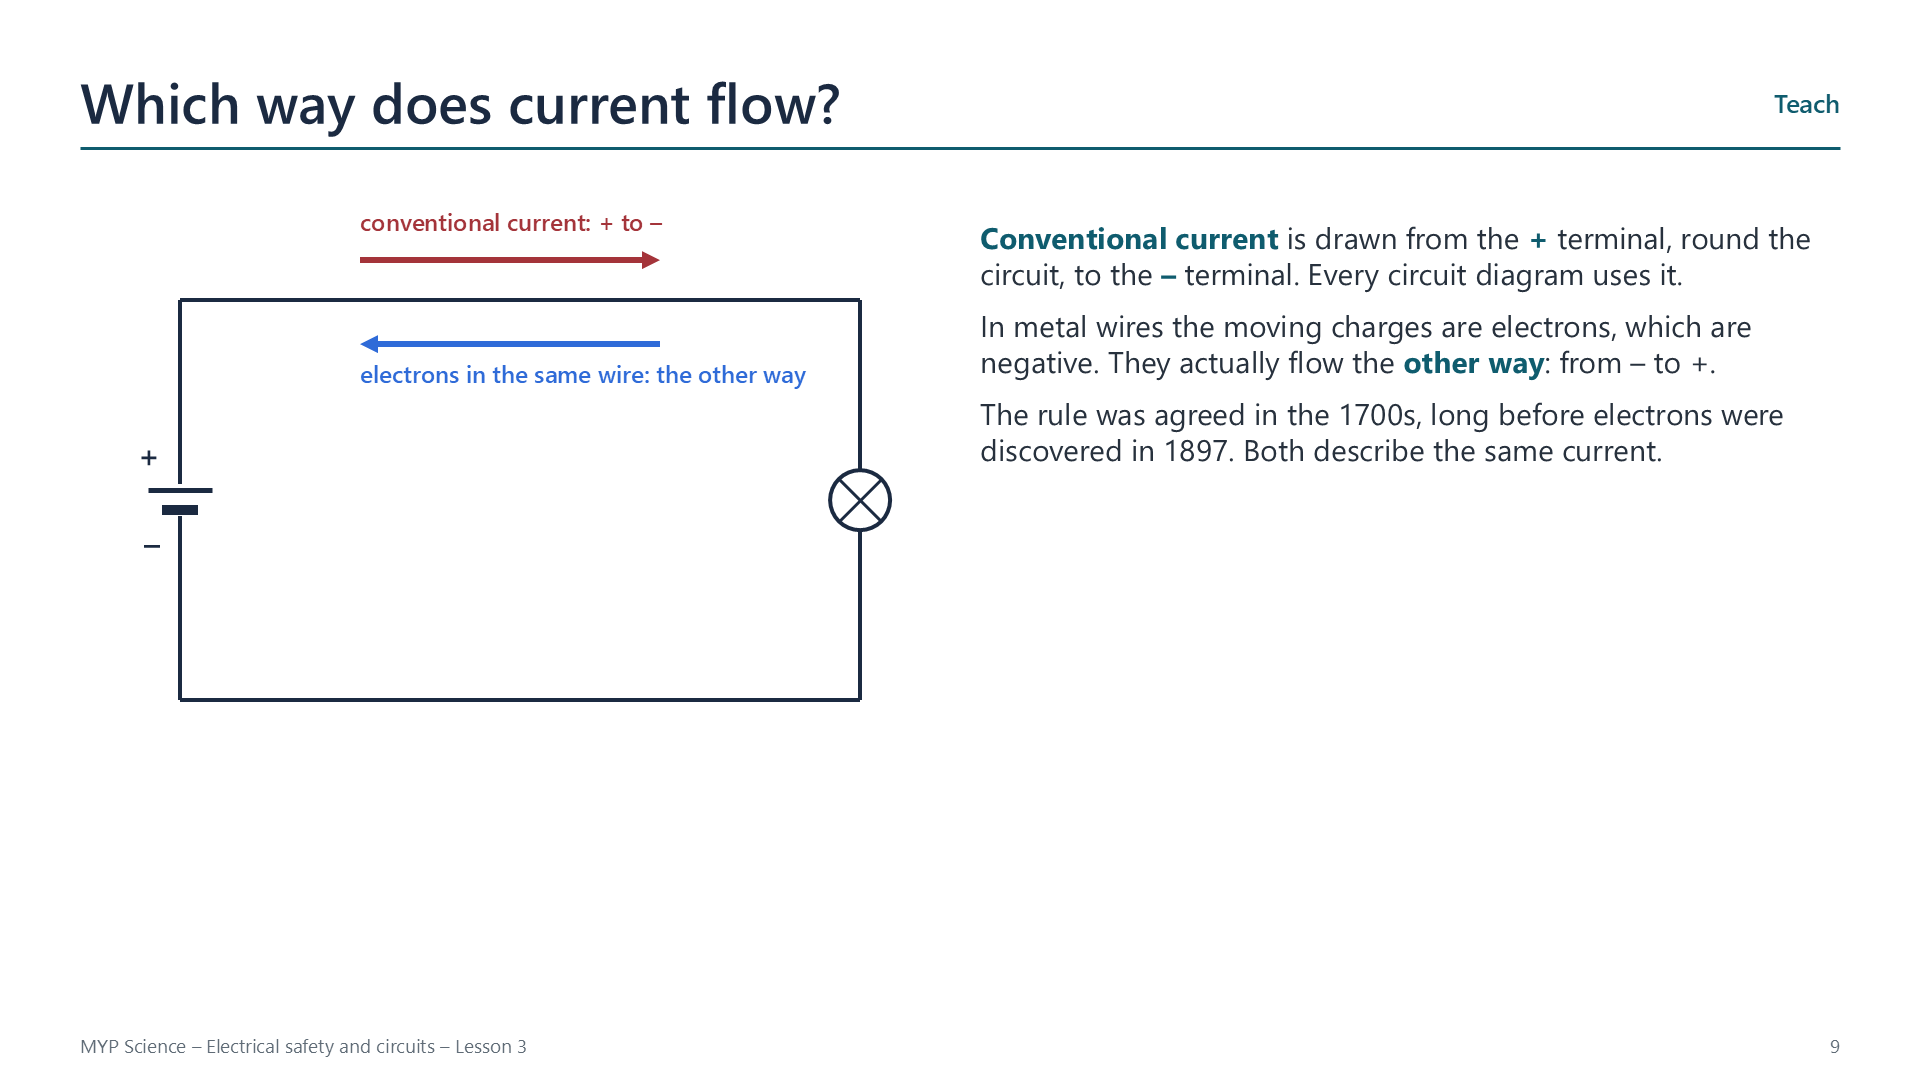 Which way does current flow?
Teach
conventional current: + to –
electrons in the same wire: the other way
+
–
Conventional current is drawn from the + terminal, round the
circuit, to the – terminal. Every circuit diagram uses it.
In metal wires the moving charges are electrons, which are
negative. They actually flow the other way: from – to +.
The rule was agreed in the 1700s, long before electrons were
discovered in 1897. Both describe the same current.
MYP Science – Electrical safety and circuits – Lesson 3
9